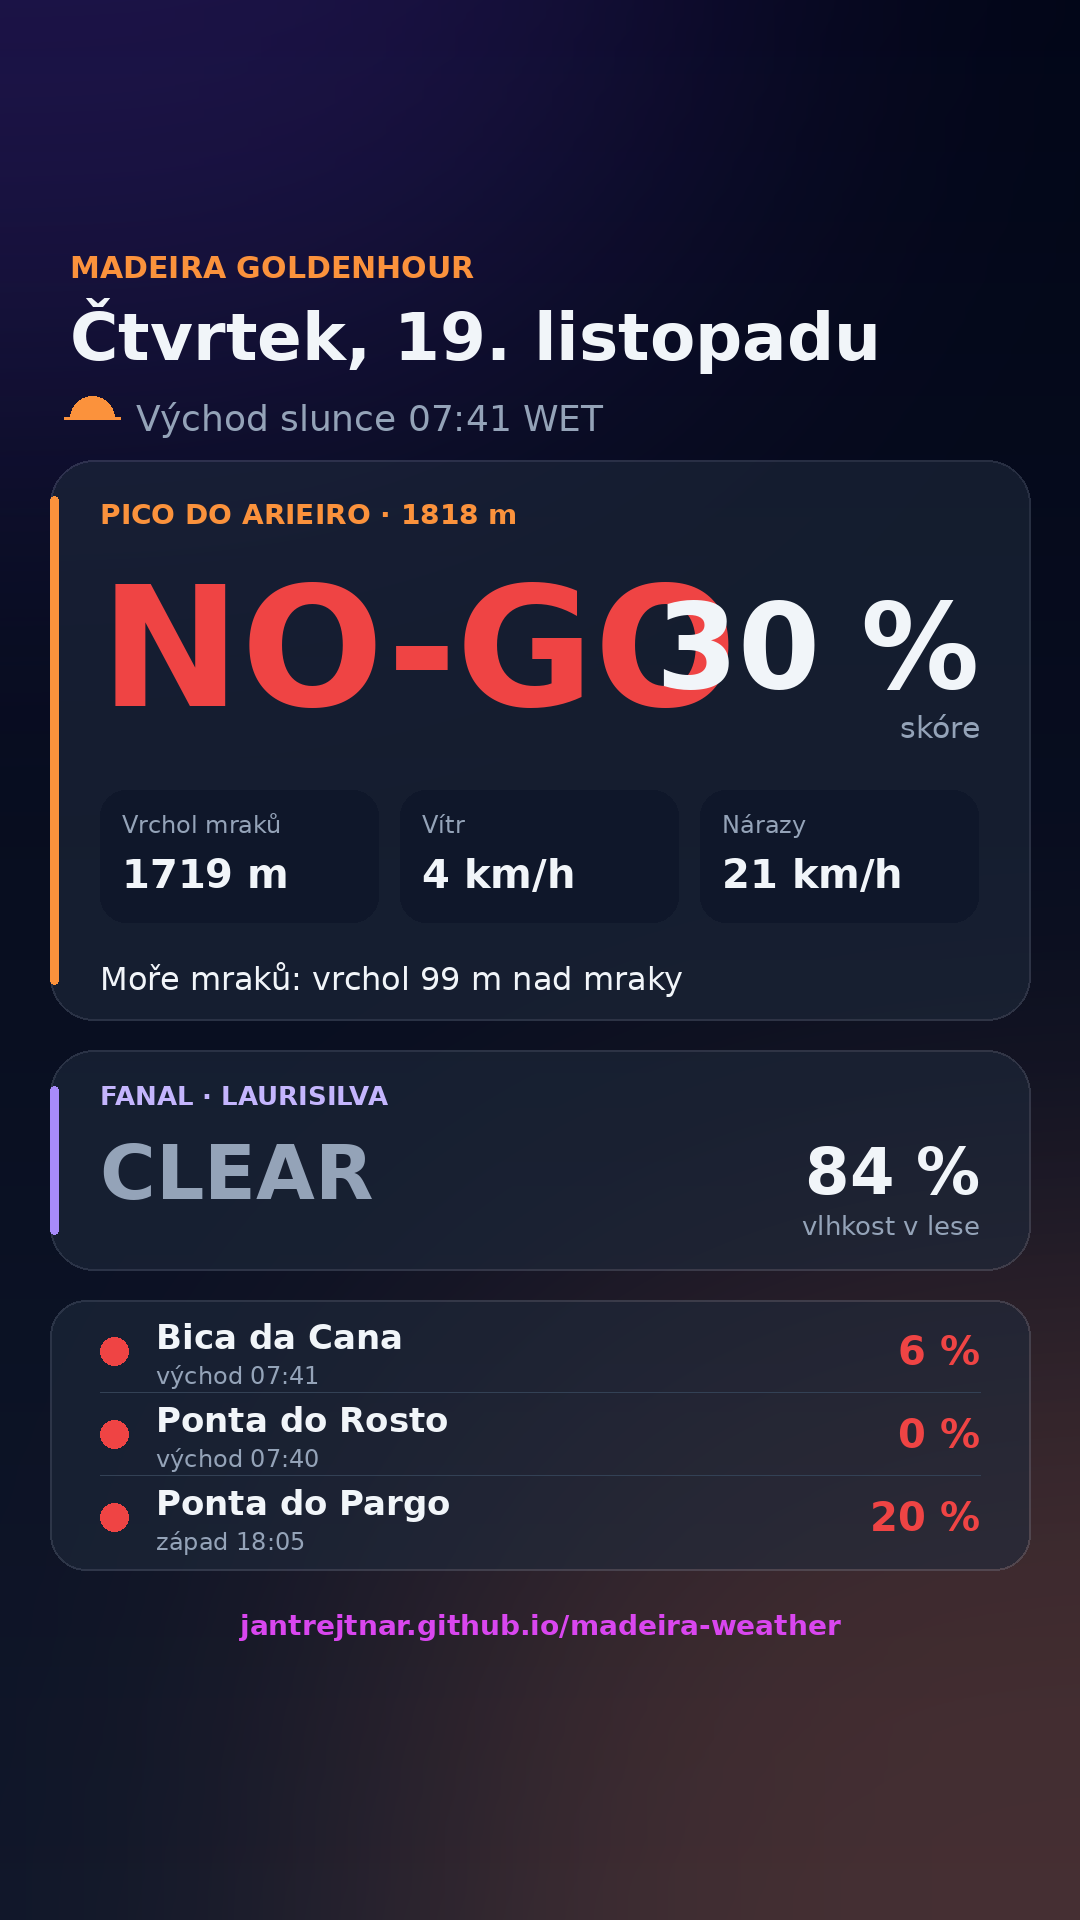 MADEIRA GOLDENHOUR
Čtvrtek, 19. listopadu
Východ slunce 07:41 WET
PICO DO ARIEIRO · 1818 m
NO-GO 30 %
skóre
Vrchol mraků Vítr Nárazy
1719 m 4 km/h 21 km/h
Moře mraků: vrchol 99 m nad mraky
FANAL · LAURISILVA
CLEAR 84 %
vlhkost v lese
Bica da Cana 6 %
východ 07:41
Ponta do Rosto 0 %
východ 07:40
Ponta do Pargo 20 %
západ 18:05
jantrejtnar.github.io/madeira-weather